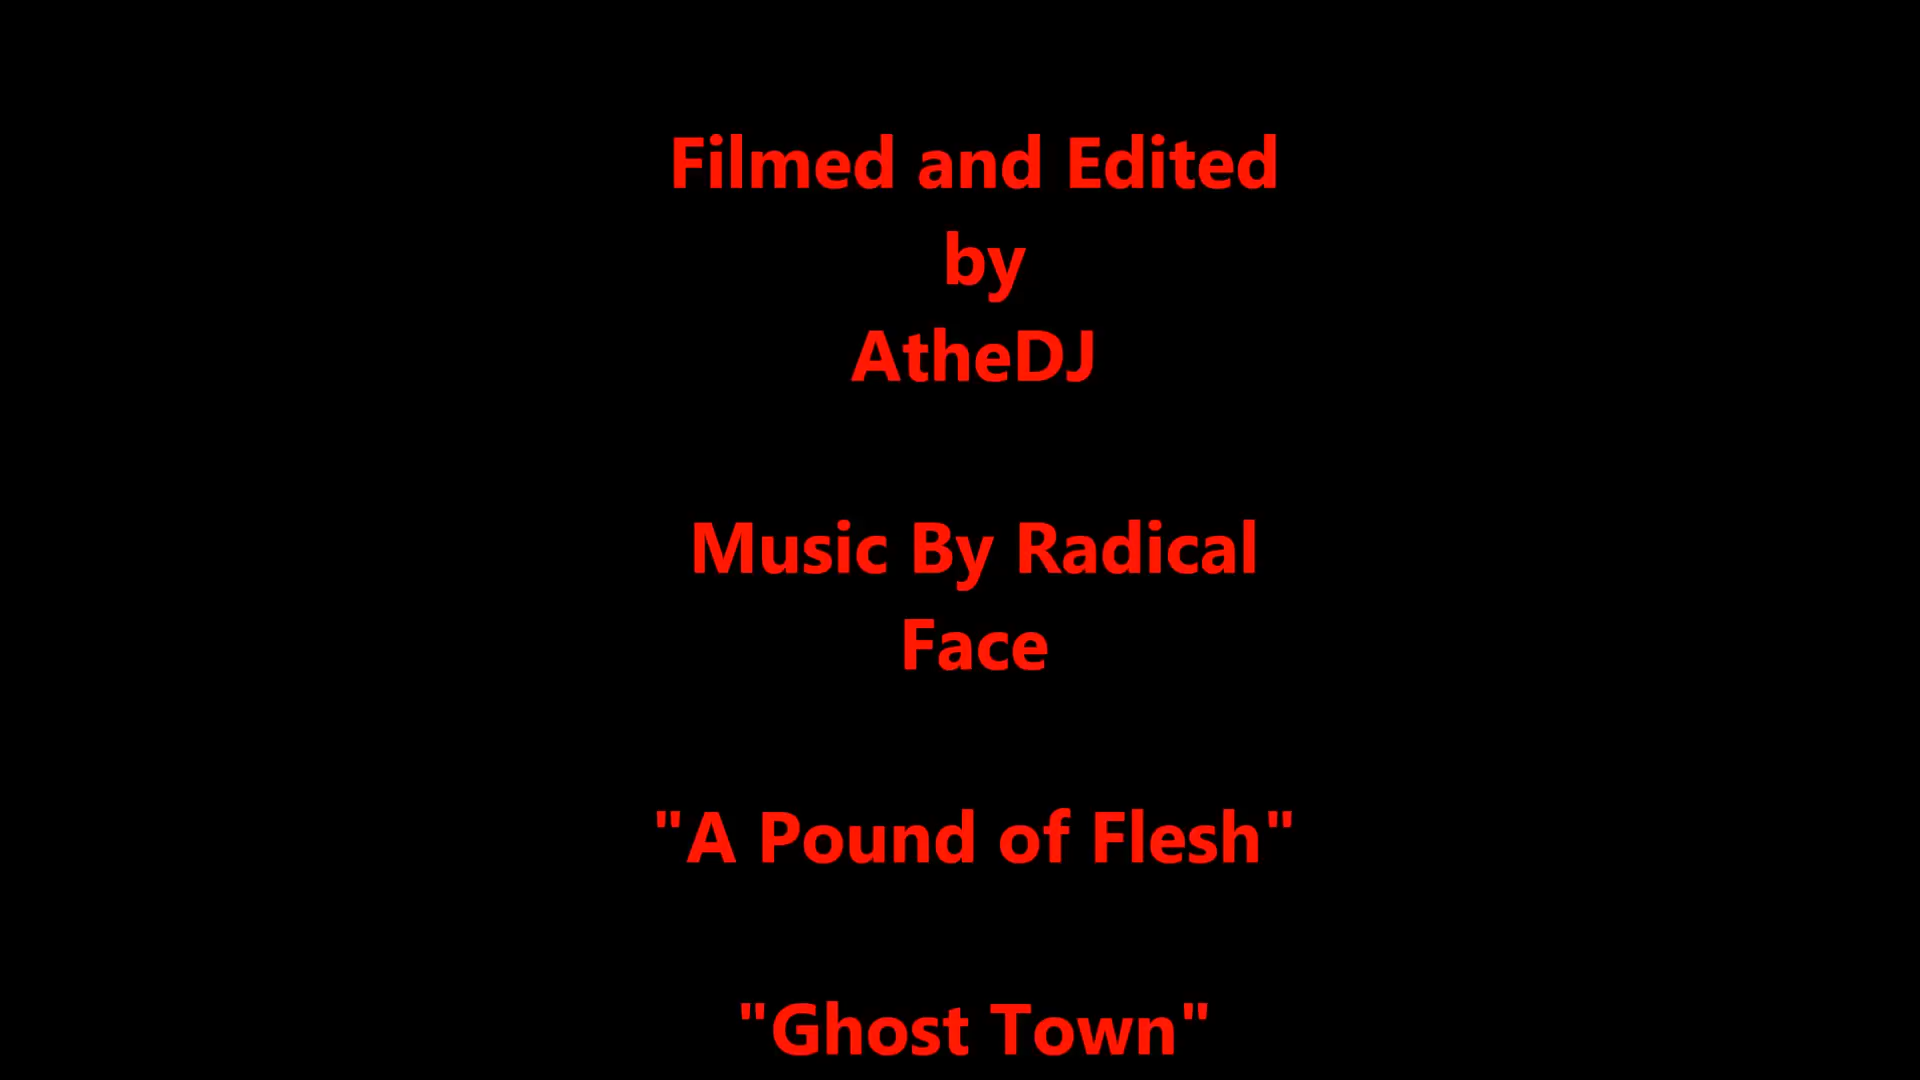 Filmed and Edited
by
AtheDJ
Music By Radical
Face
"A Pound of Flesh"
"Ghost Town"